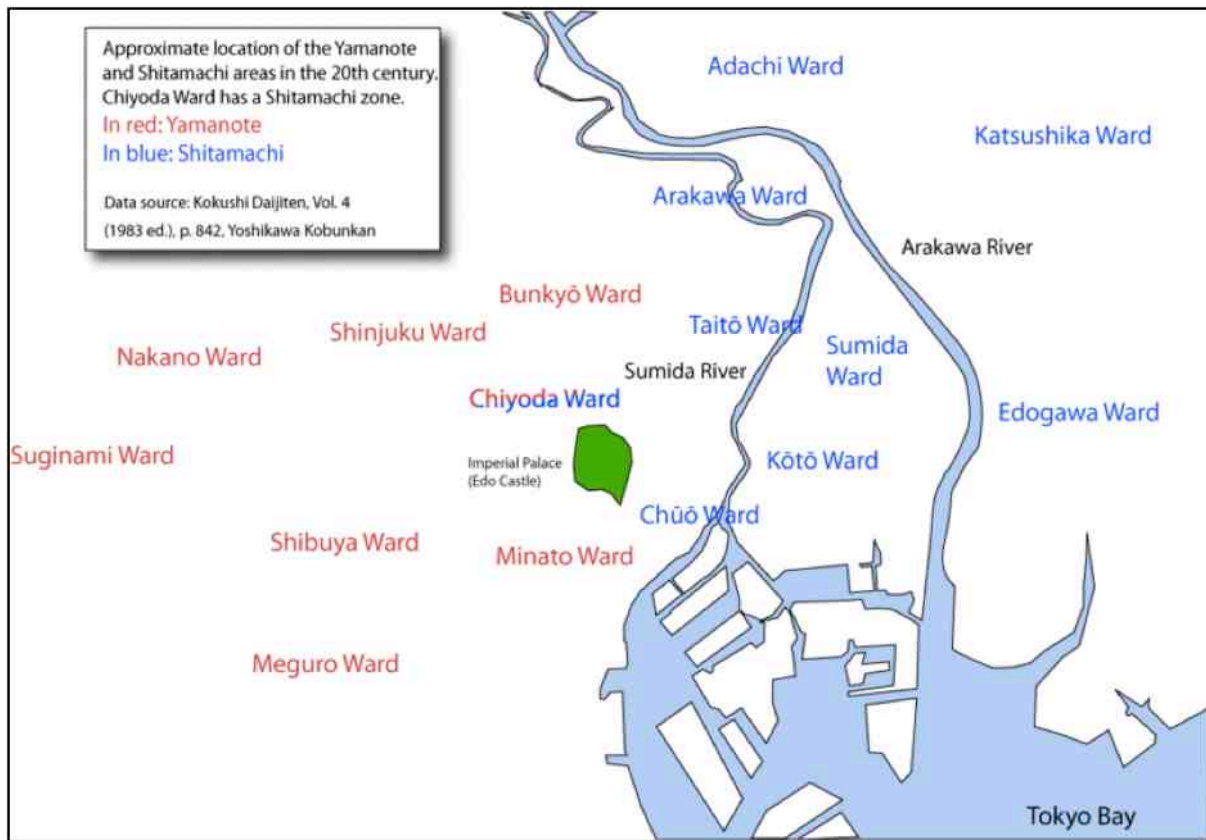 Approximate location of the Yamanote
and Shitamachi areas in the 20th century.
Chiyoda Ward has a Shitamachi zone.
In red: Yamanote
In blue: Shitamachi
Data source: Kokushi Daijiten, Vol. 4
(1983 ed.), p. 842, Yoshikawa Kobunkan
Adachi Ward
Katsushika Ward
Arakawa Ward
Arakawa River
Bunkyō Ward
Shinjuku Ward
Taitō Ward
Nakano Ward
Sumida
Ward
Sumida River
Chiyoda Ward
Edogawa Ward
Suginami Ward
Imperial Palace
(Edo Castle)
Kōtō Ward
Chūō Ward
Shibuya Ward
Minato Ward
Meguro Ward
Tokyo Bay